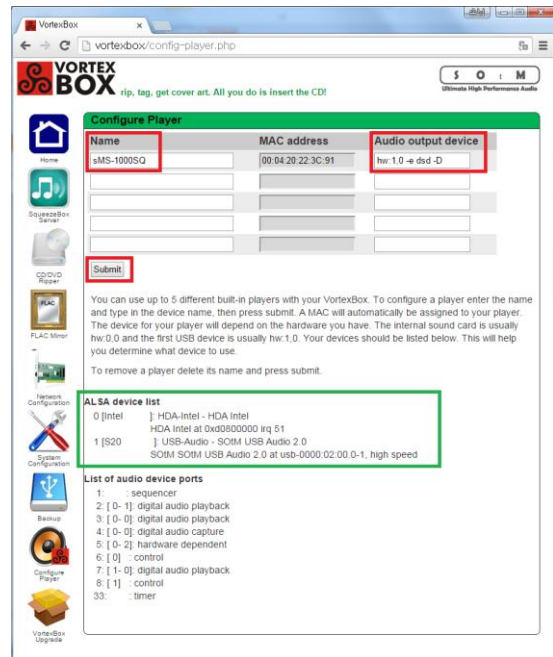 VortexBox
vortexbox/config-player.php
VORTEX
BOX rip, tag, get cover art. All you do is insert the CD!
S O t M
Ultimate High Performance Audio
Configure Player
Name MAC address Audio output device
sMS-1000SQ 00:04:20:22:3C:91 hw:1,0 -e dsd -D
Submit
You can use up to 5 different built-in players with your VortexBox. To configure a player enter the name
and type in the device name, then press submit. A MAC will automatically be assigned to your player.
The device for your player will depend on the hardware you have. The internal sound card is usually
hw:0,0 and the first USB device is usually hw:1,0. Your devices should be listed below. This will help
you determine what device to use.
To remove a player delete its name and press submit.
ALSA device list
0 [Intel ]: HDA-Intel - HDA Intel
HDA Intel at 0xd0800000 irq 51
1 [S20 ]: USB-Audio - SOtM USB Audio 2.0
SOtM SOtM USB Audio 2.0 at usb-0000:02:00.0-1, high speed
List of audio device ports
1: : sequencer
2: [ 0- 1]: digital audio playback
3: [ 0- 0]: digital audio playback
4: [ 0- 0]: digital audio capture
5: [ 0- 2]: hardware dependent
6: [ 0] : control
7: [ 1- 0]: digital audio playback
8: [ 1] : control
33: : timer
Home
SqueezeBox
Server
CD/DVD
Ripper
FLAC
FLAC Mirror
Network
Configuration
System
Configuration
Backup
Configure
Player
VortexBox
Upgrade